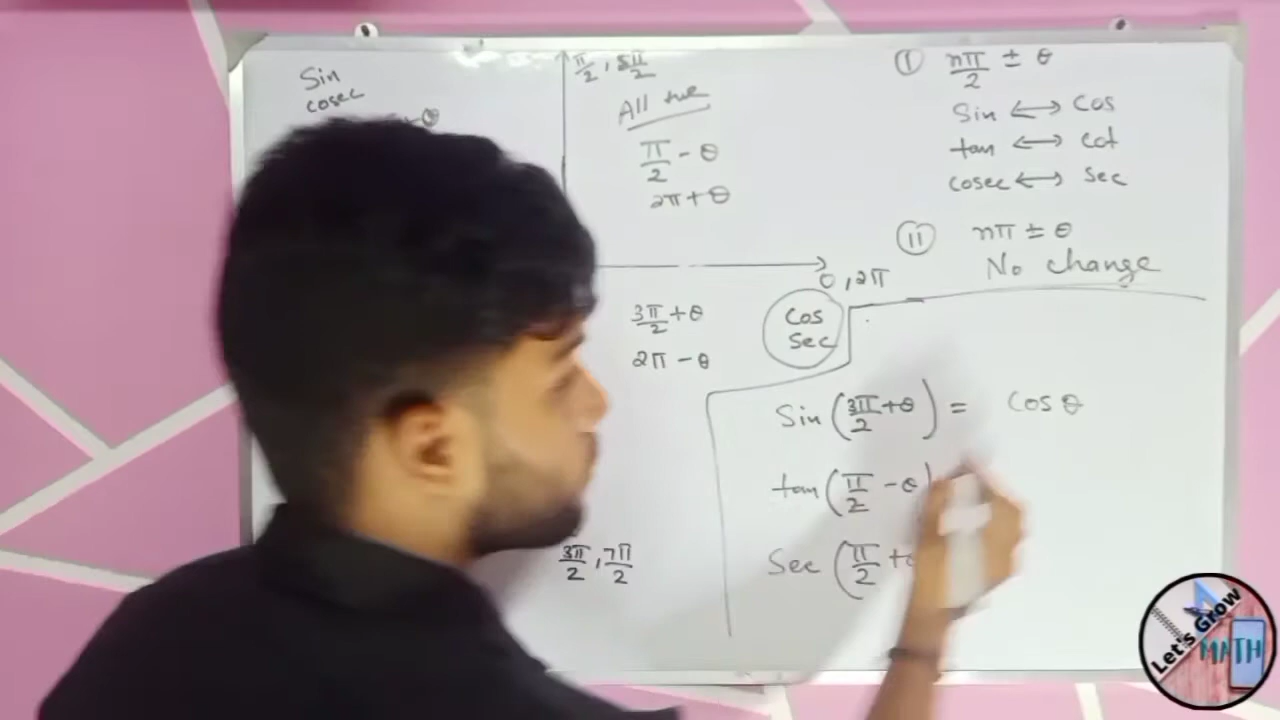 Sin
cosec
π/2 , 5π/2
All +ve
π/2 - θ
2π + θ
0 , 2π
3π/2 + θ
2π - θ
Cos
Sec
3π/2 , 7π/2
I nπ/2 ± θ
Sin ↔ Cos
tan ↔ Cot
Cosec ↔ Sec
II nπ ± θ
No change
Sin (3π/2 + θ) = Cos θ
tan (π/2 - θ)
Sec (π/2 +
Let's Grow
MATH